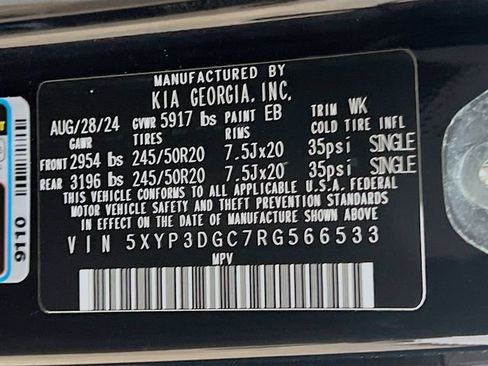 MANUFACTURED BY
KIA GEORGIA, INC.
AUG/28/24 GVWR 5917 lbs PAINT EB TRIM WK
GAWR TIRES RIMS COLD TIRE INFL
FRONT 2954 lbs 245/50R20 7.5Jx20 35psi SINGLE
REAR 3196 lbs 245/50R20 7.5Jx20 35psi SINGLE
THIS VEHICLE CONFORMS TO ALL APPLICABLE U.S.A. FEDERAL
MOTOR VEHICLE SAFETY AND THEFT PREVENTION STANDARDS
IN EFFECT ON THE DATE OF MANUFACTURE SHOWN ABOVE
VIN 5XYP3DGC7RG566533
MPV
9110